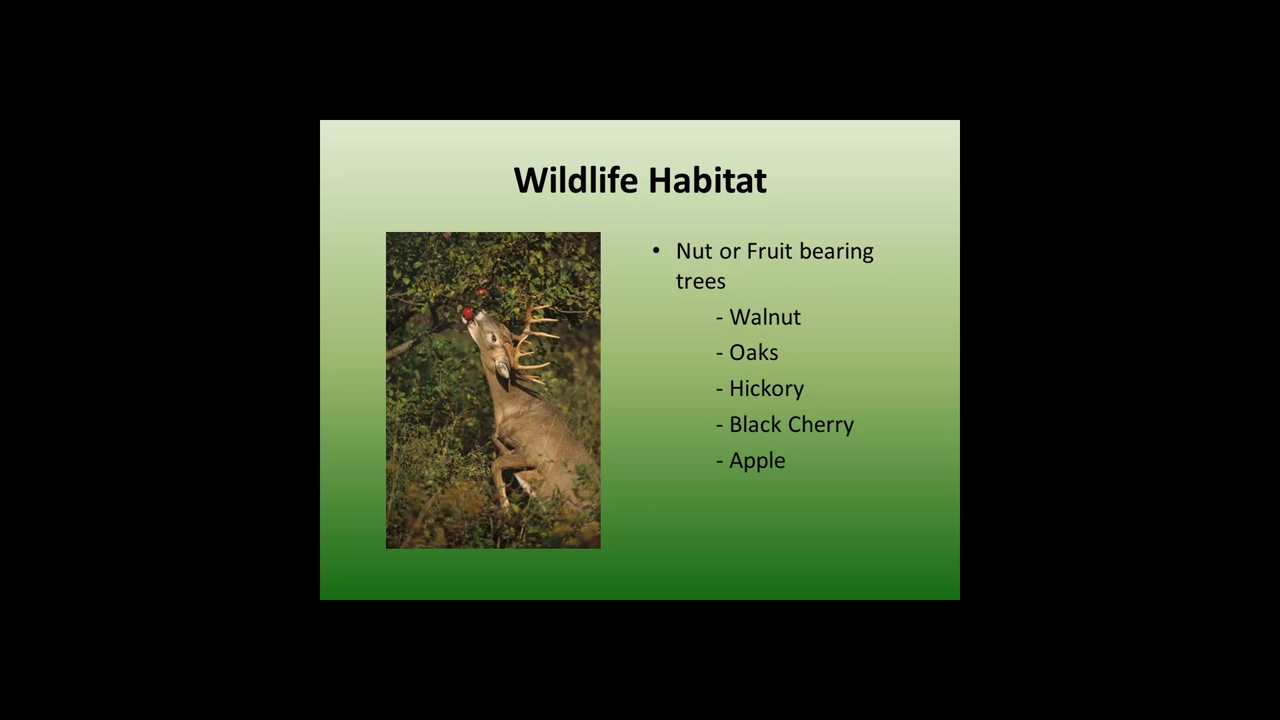 Wildlife Habitat
• Nut or Fruit bearing
trees
- Walnut
- Oaks
- Hickory
- Black Cherry
- Apple